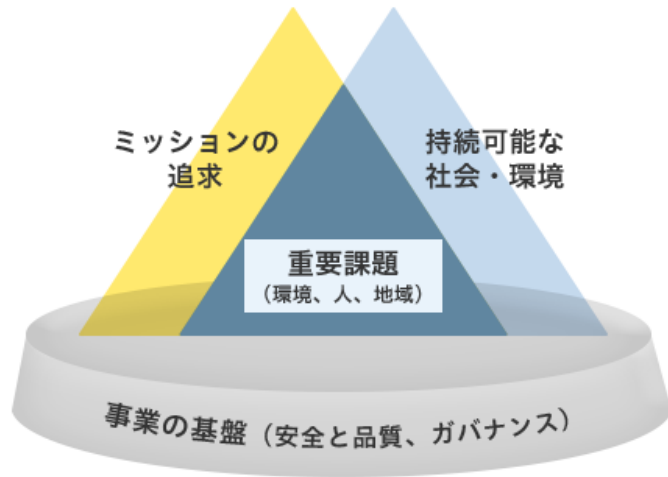 ミッションの
追求
持続可能な
社会・環境
重要課題
（環境、人、地域）
事業の基盤（安全と品質、ガバナンス）